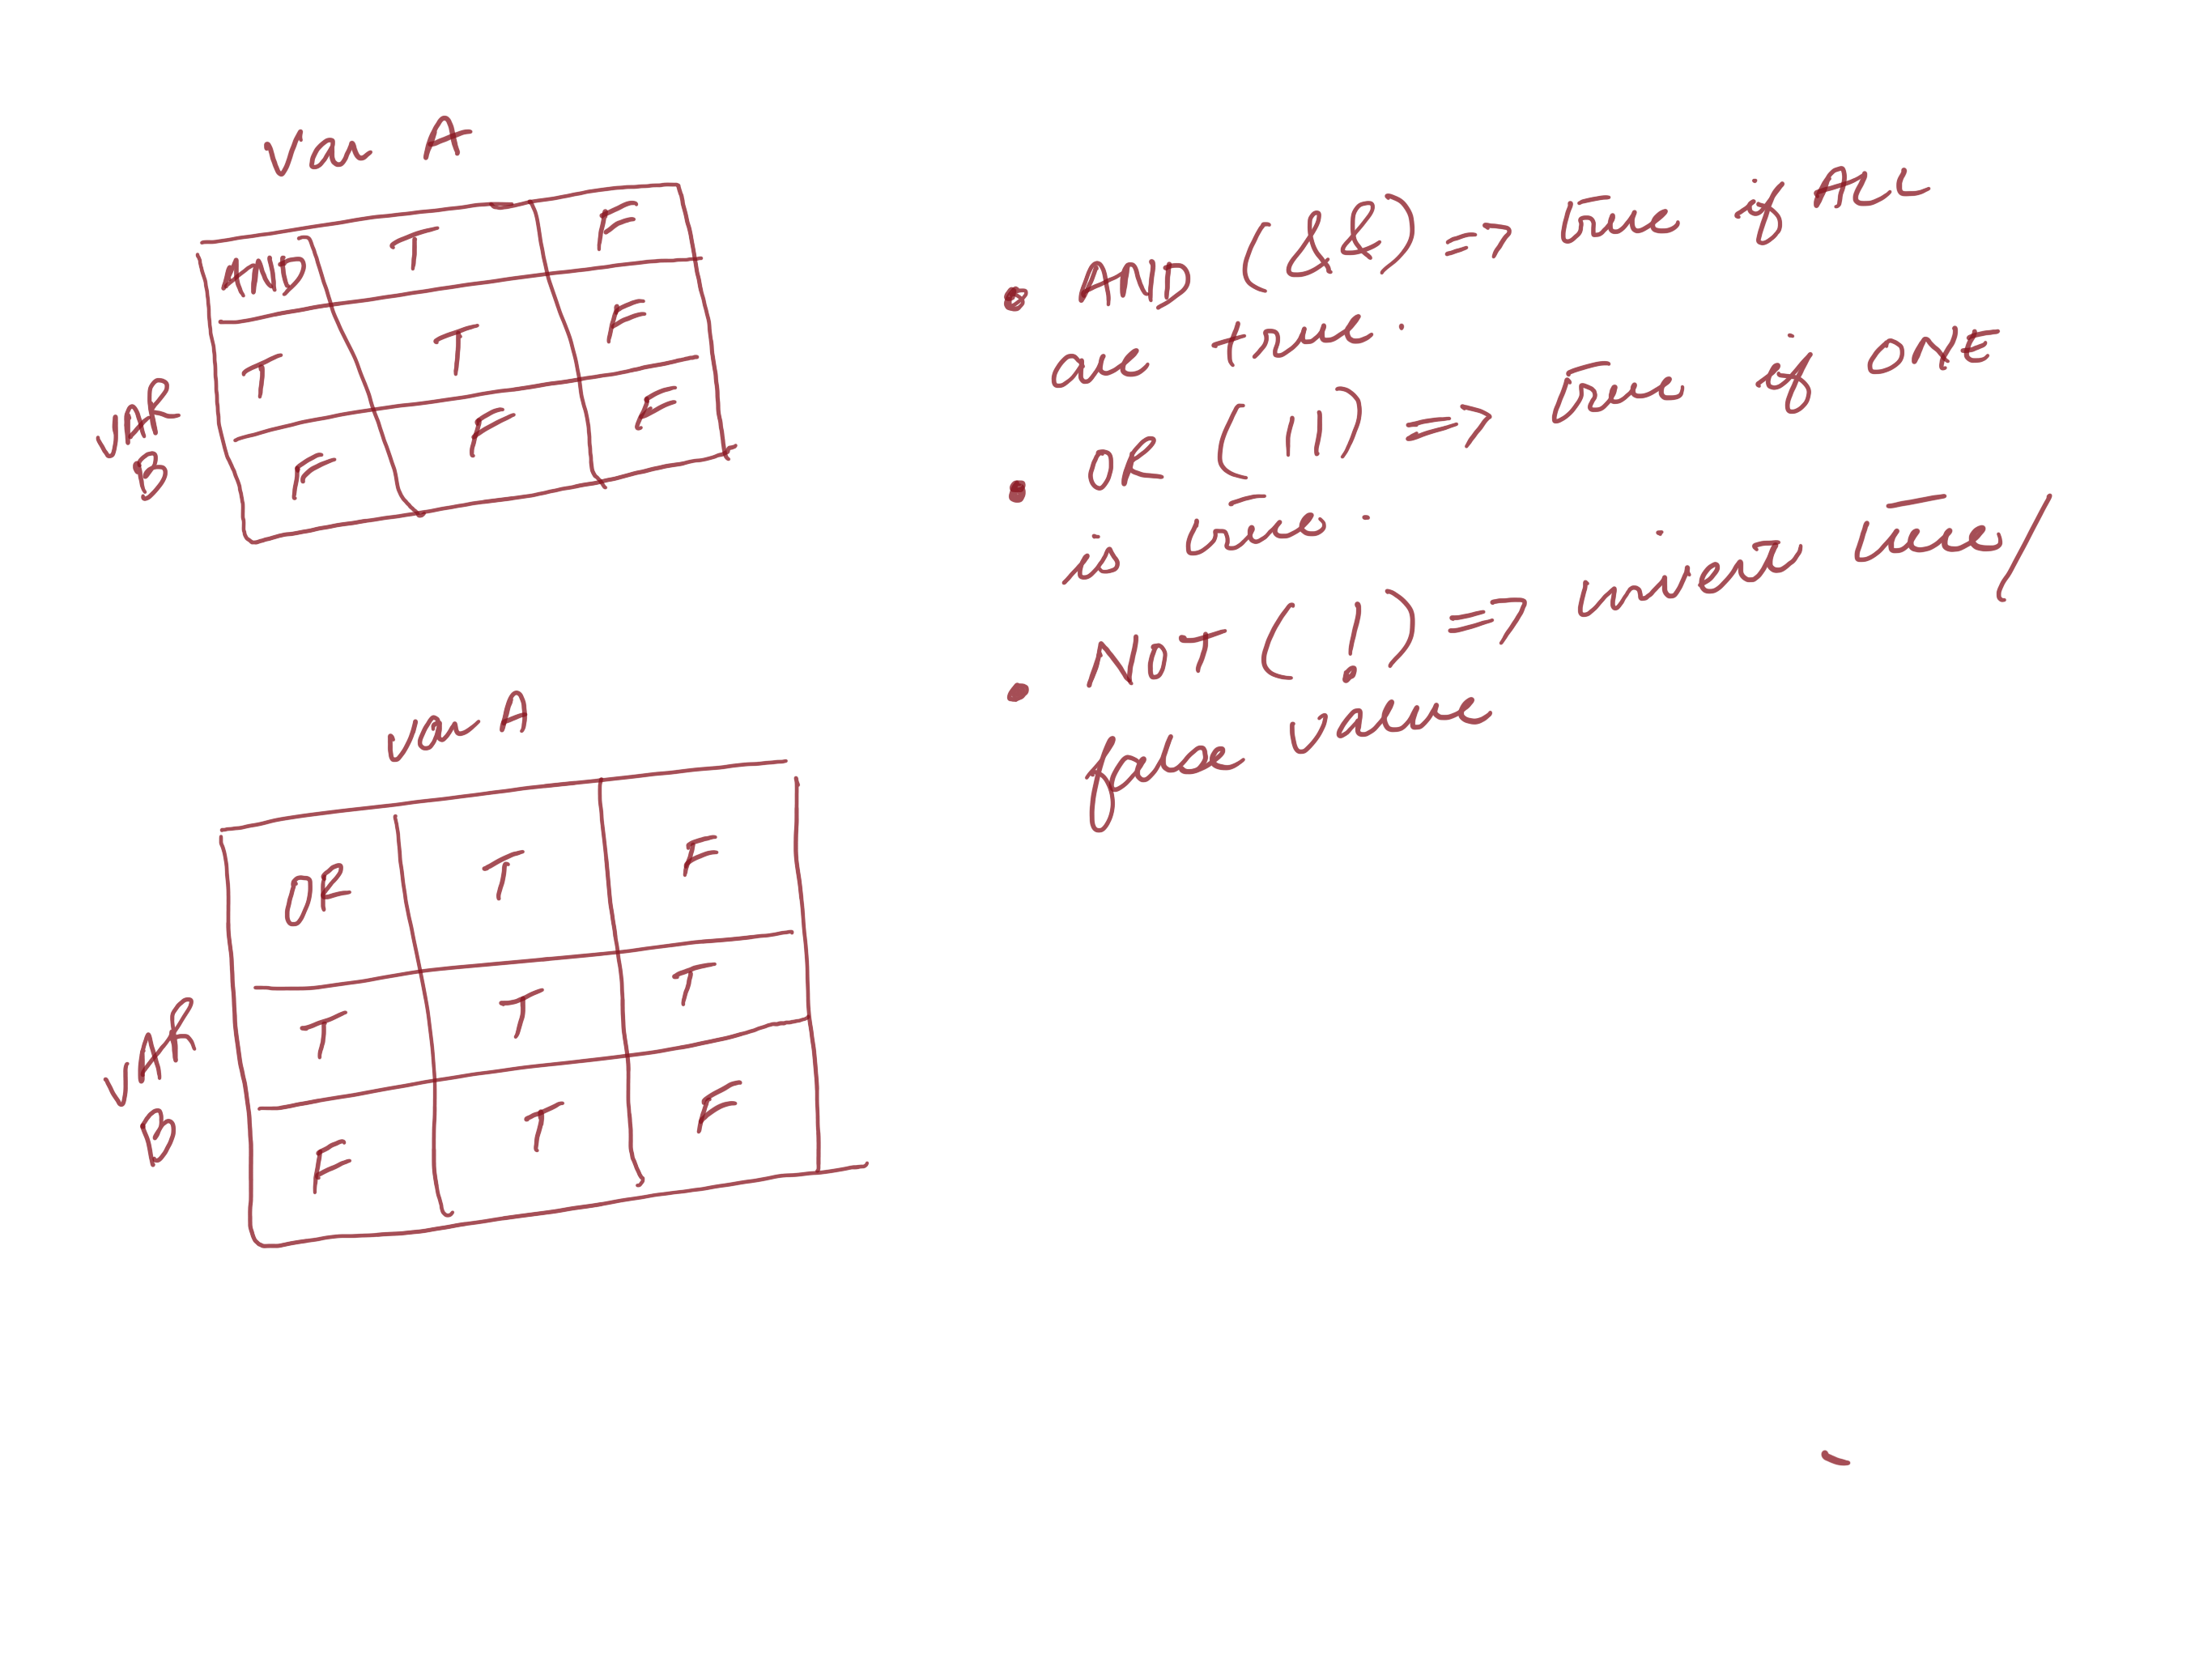 Var A
AND T F
T T F
F F F
VAR
B
Var A
OR T F
T T T
F T F
VAR
B
• AND (&&) => true if ALL
are true.
• OR (||) => true if ONE
is true.
• NOT (!) => invert true/
false value